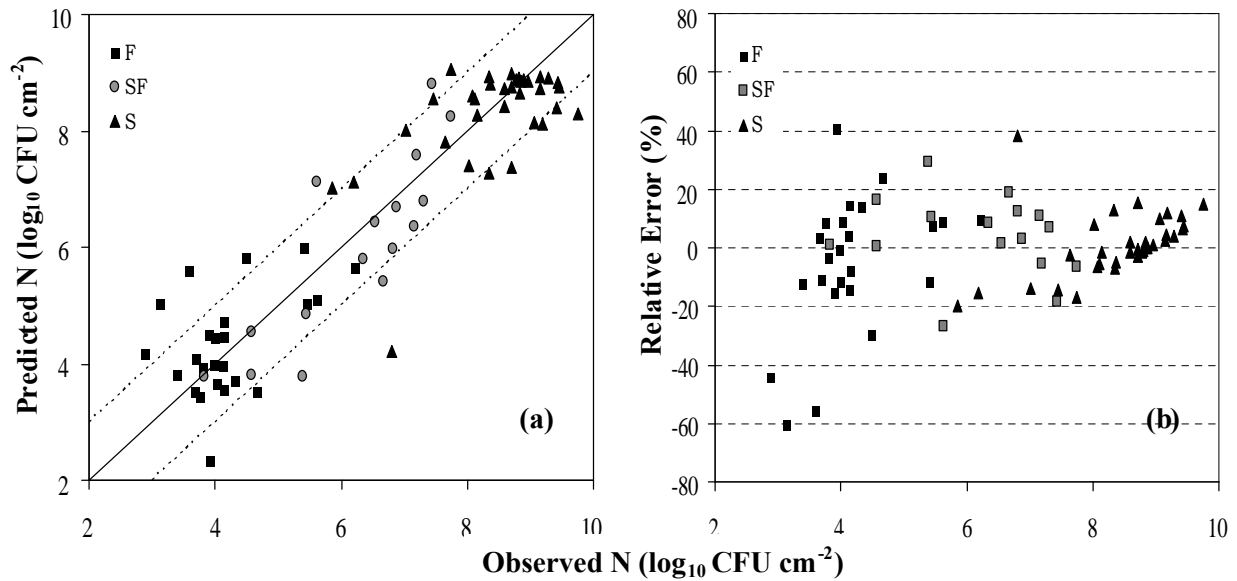 Predicted N (log10 CFU cm-2)
10
8
6
4
2
F
SF
S
(a)
2 4 6 8 10
Relative Error (%)
80
60
40
20
0
-20
-40
-60
-80
F
SF
S
(b)
2 4 6 8 10
Observed N (log10 CFU cm-2)